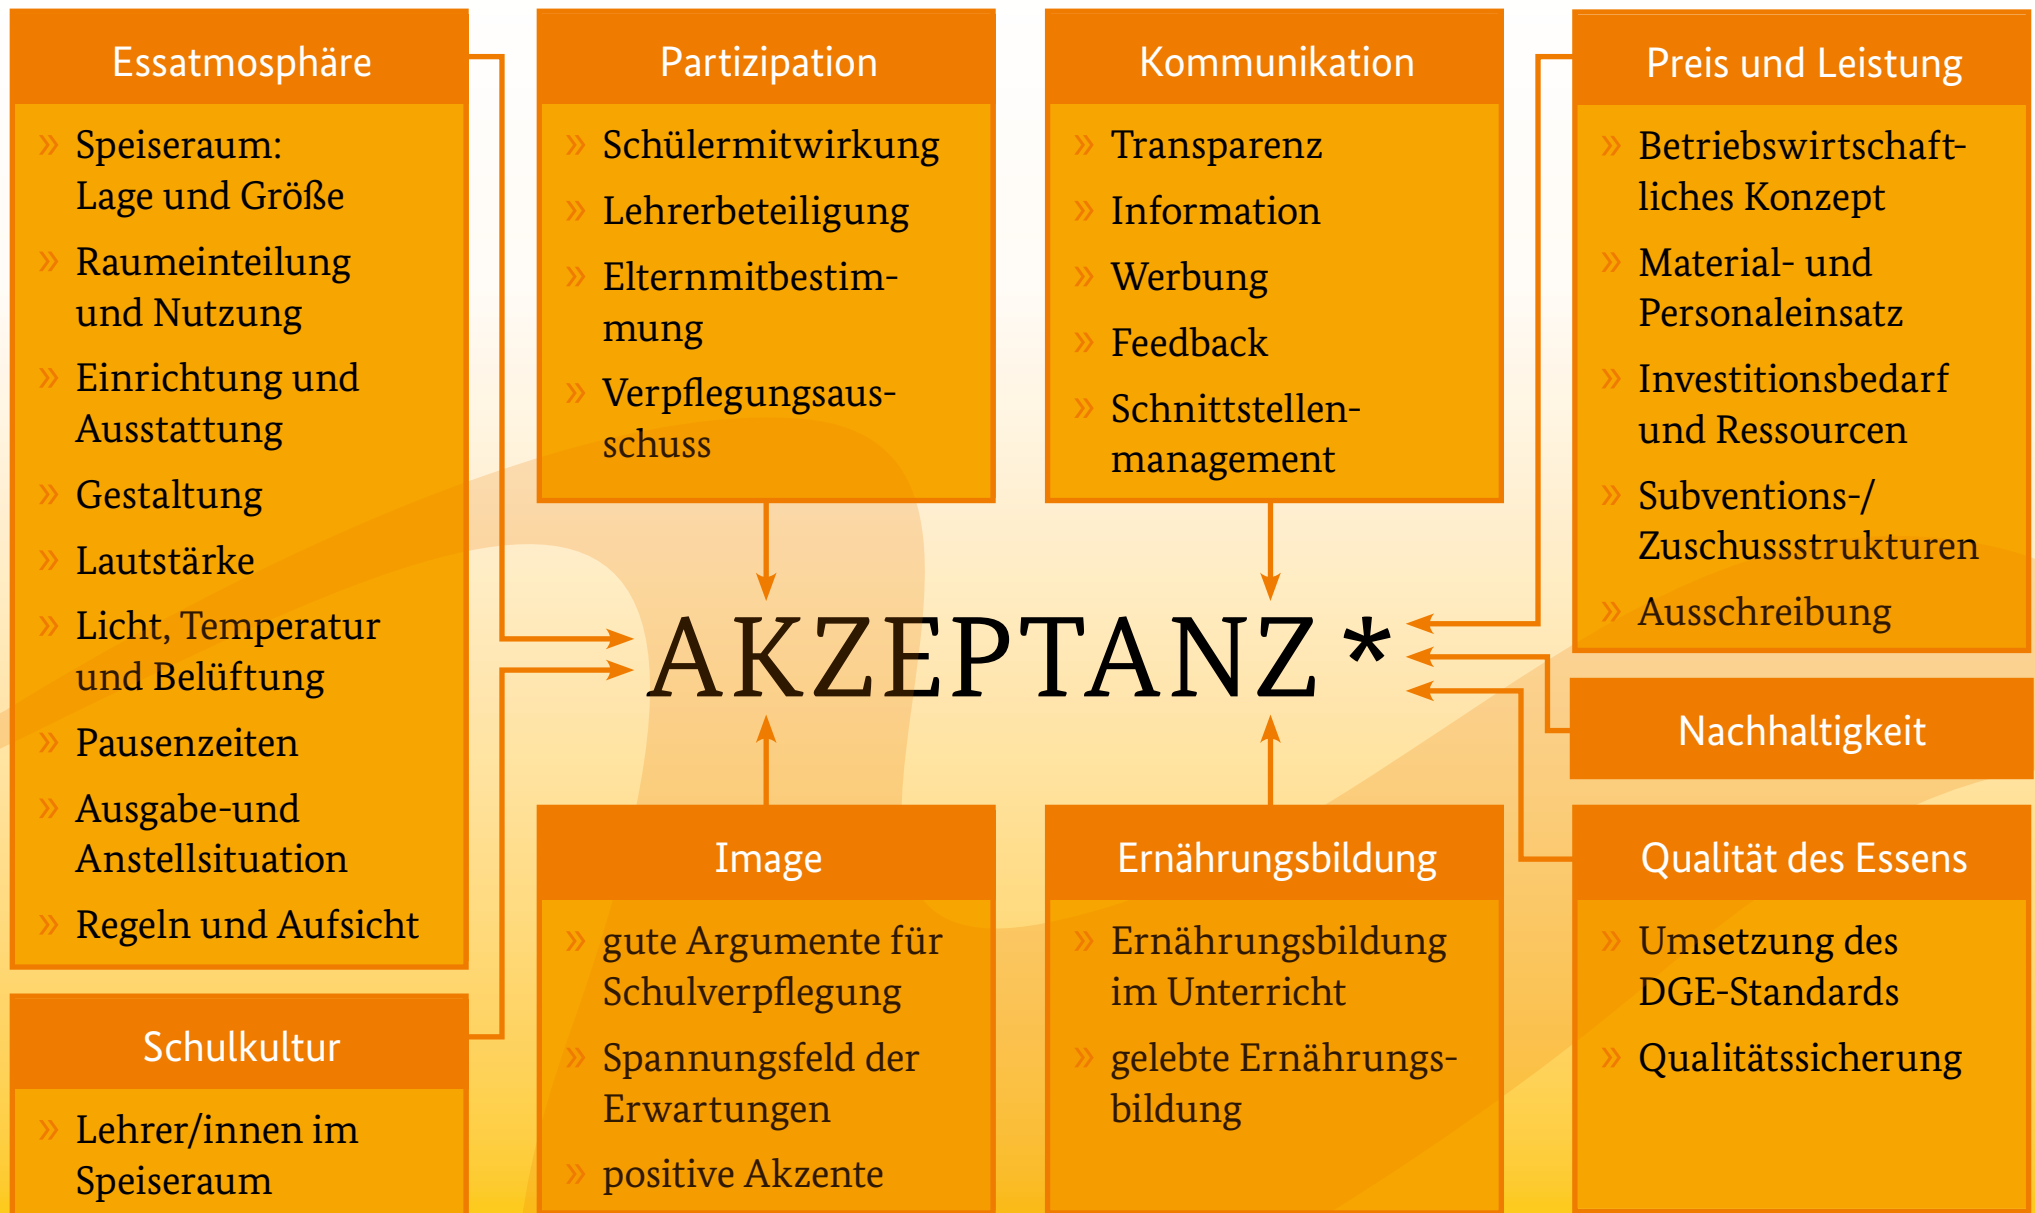 Essatmosphäre
» Speiseraum:
Lage und Größe
» Raumeinteilung
und Nutzung
» Einrichtung und
Ausstattung
» Gestaltung
» Lautstärke
» Licht, Temperatur
und Belüftung
» Pausenzeiten
» Ausgabe-und
Anstellsituation
» Regeln und Aufsicht
Schulkultur
» Lehrer/innen im
Speiseraum
Partizipation
» Schülermitwirkung
» Lehrerbeteiligung
» Elternmitbestim-
mung
» Verpflegungsaus-
schuss
Kommunikation
» Transparenz
» Information
» Werbung
» Feedback
» Schnittstellen-
management
AKZEPTANZ *
Image
» gute Argumente für
Schulverpflegung
» Spannungsfeld der
Erwartungen
» positive Akzente
Ernährungsbildung
» Ernährungsbildung
im Unterricht
» gelebte Ernährungs-
bildung
Preis und Leistung
» Betriebswirtschaft-
liches Konzept
» Material- und
Personaleinsatz
» Investitionsbedarf
und Ressourcen
» Subventions-/
Zuschussstrukturen
» Ausschreibung
Nachhaltigkeit
Qualität des Essens
» Umsetzung des
DGE-Standards
» Qualitätssicherung